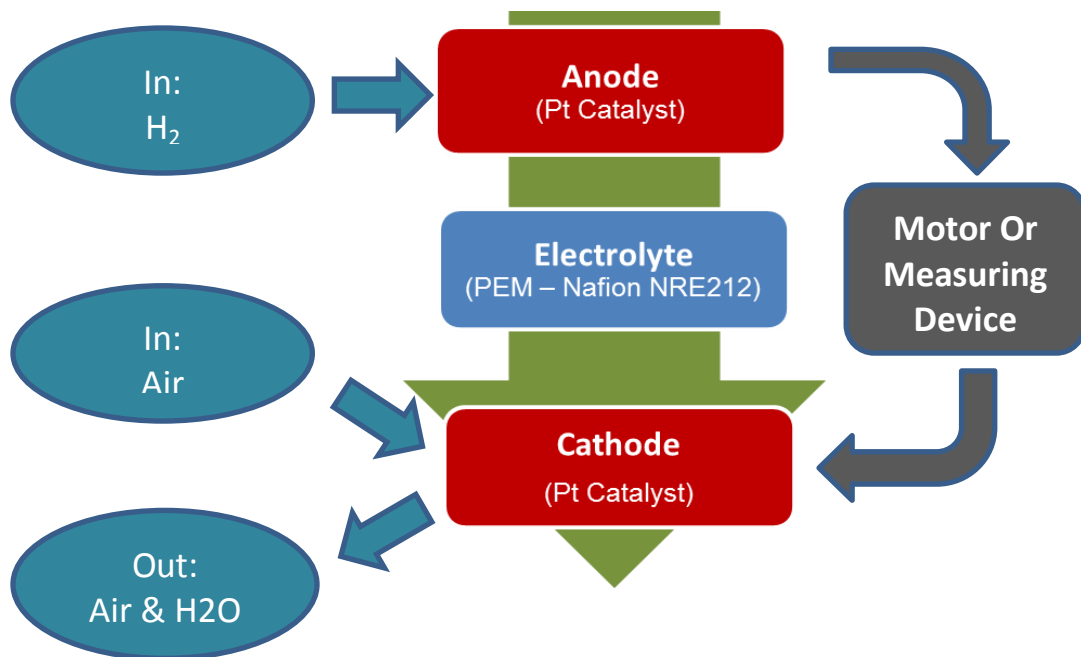 In:
H₂
Anode
(Pt Catalyst)
Electrolyte
(PEM – Nafion NRE212)
Motor Or
Measuring
Device
In:
Air
Cathode
(Pt Catalyst)
Out:
Air & H2O